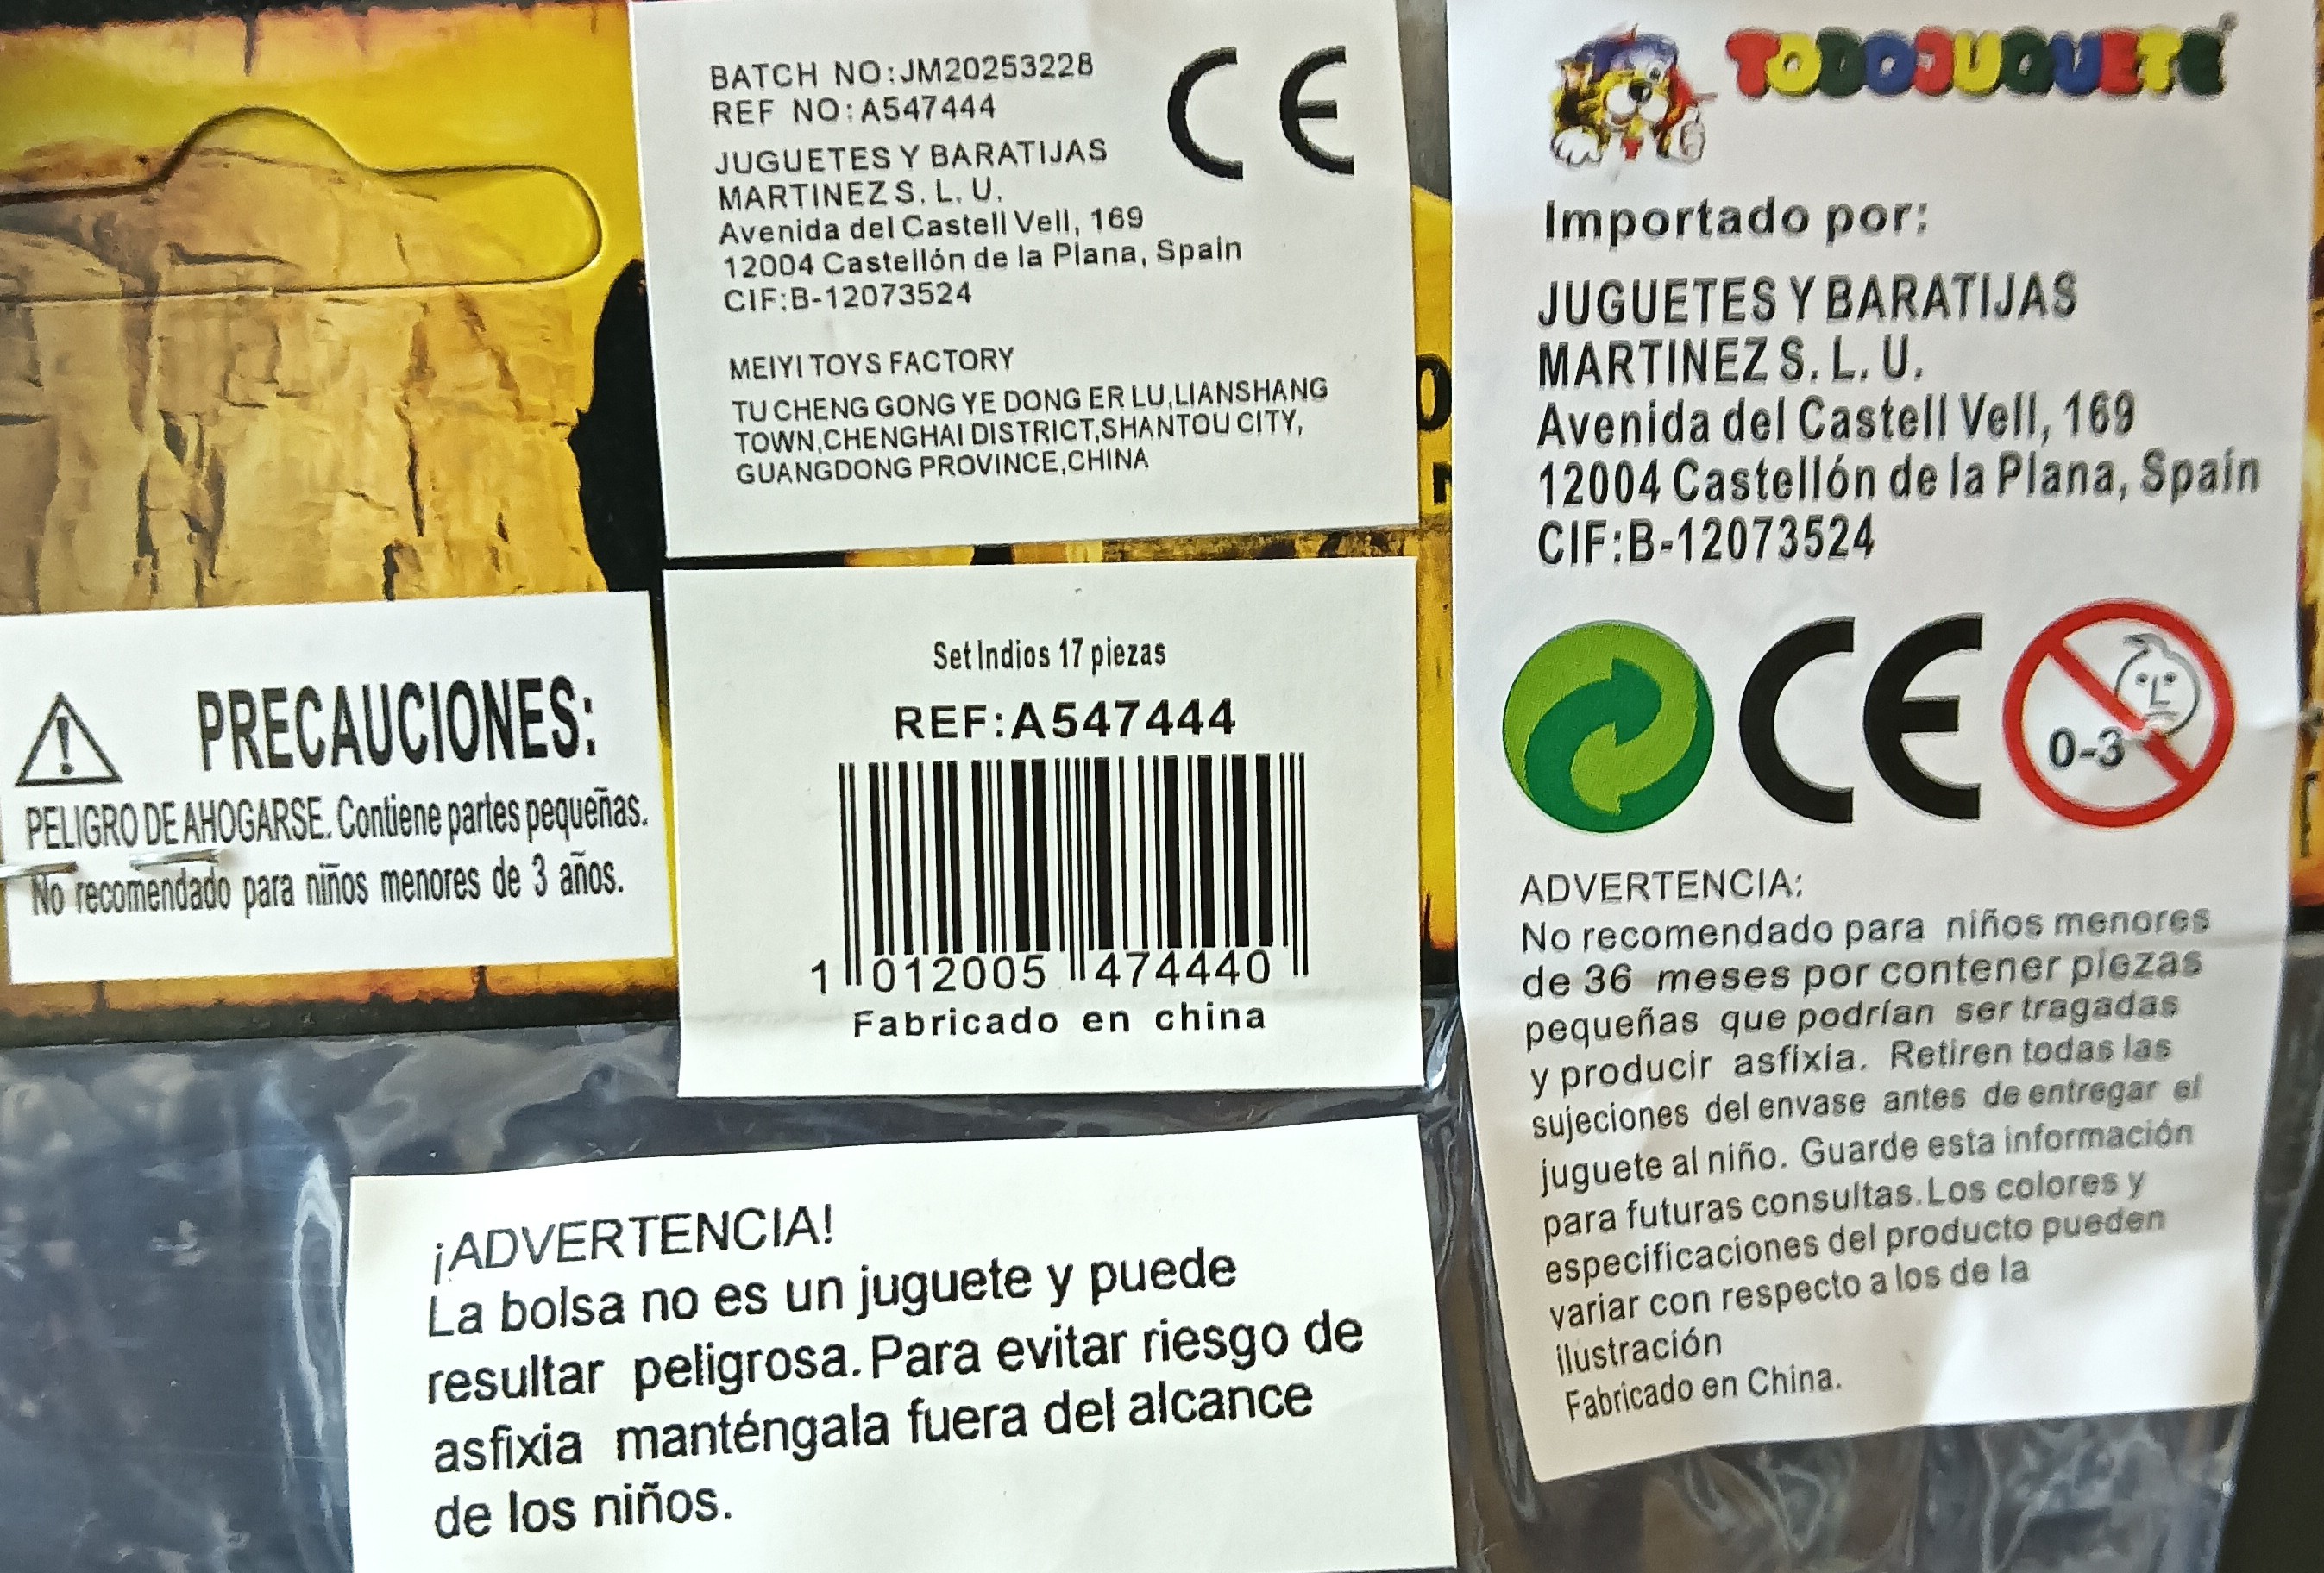 BATCH NO:JM20253228
REF NO:A547444
JUGUETES Y BARATIJAS
MARTINEZ S. L. U.
Avenida del Castell Vell, 169
12004 Castellón de la Plana, Spain
CIF:B-12073524
MEIYI TOYS FACTORY
TU CHENG GONG YE DONG ER LU,LIANSHANG
TOWN,CHENGHAI DISTRICT,SHANTOU CITY,
GUANGDONG PROVINCE,CHINA
CE
PRECAUCIONES:
PELIGRO DE AHOGARSE. Contiene partes pequeñas.
No recomendado para niños menores de 3 años.
Set Indios 17 piezas
REF:A547444
1 012005 474440
Fabricado en china
¡ADVERTENCIA!
La bolsa no es un juguete y puede
resultar peligrosa. Para evitar riesgo de
asfixia manténgala fuera del alcance
de los niños.
TODOJUQUETE®
Importado por:
JUGUETES Y BARATIJAS
MARTINEZ S. L. U.
Avenida del Castell Vell, 169
12004 Castellón de la Plana, Spain
CIF:B-12073524
CE
0-3
ADVERTENCIA:
No recomendado para niños menores
de 36 meses por contener piezas
pequeñas que podrían ser tragadas
y producir asfixia. Retiren todas las
sujeciones del envase antes de entregar el
juguete al niño. Guarde esta información
para futuras consultas. Los colores y
especificaciones del producto pueden
variar con respecto a los de la
ilustración
Fabricado en China.